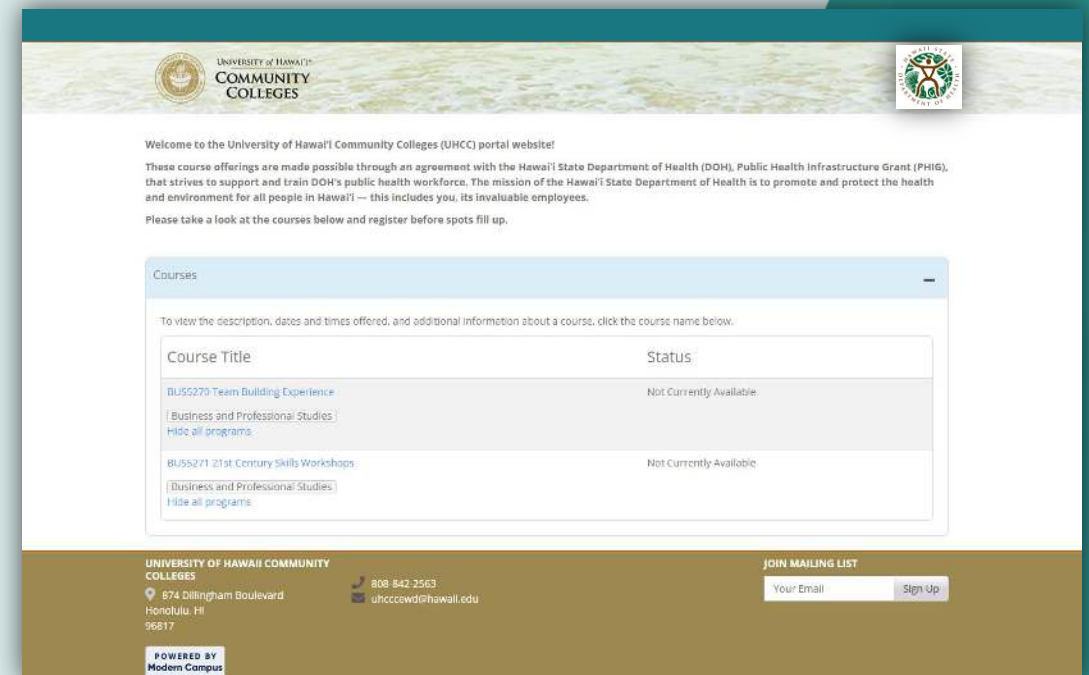 UNIVERSITY of HAWAI'I®
COMMUNITY
COLLEGES
HAWAII STATE
DEPARTMENT OF HEALTH
Welcome to the University of Hawai'i Community Colleges (UHCC) portal website!
These course offerings are made possible through an agreement with the Hawai'i State Department of Health (DOH), Public Health Infrastructure Grant (PHIG),
that strives to support and train DOH's public health workforce. The mission of the Hawai'i State Department of Health is to promote and protect the health
and environment for all people in Hawai'i — this includes you, its invaluable employees.
Please take a look at the courses below and register before spots fill up.
Courses
To view the description, dates and times offered, and additional information about a course, click the course name below.
Course Title Status
BUS5270 Team Building Experience Not Currently Available
Business and Professional Studies
Hide all programs
BUS5271 21st Century Skills Workshops Not Currently Available
Business and Professional Studies
Hide all programs
UNIVERSITY OF HAWAII COMMUNITY
COLLEGES
874 Dillingham Boulevard
Honolulu, HI
96817
808-842-2563
uhcccewd@hawaii.edu
JOIN MAILING LIST
Your Email Sign Up
POWERED BY
Modern Campus